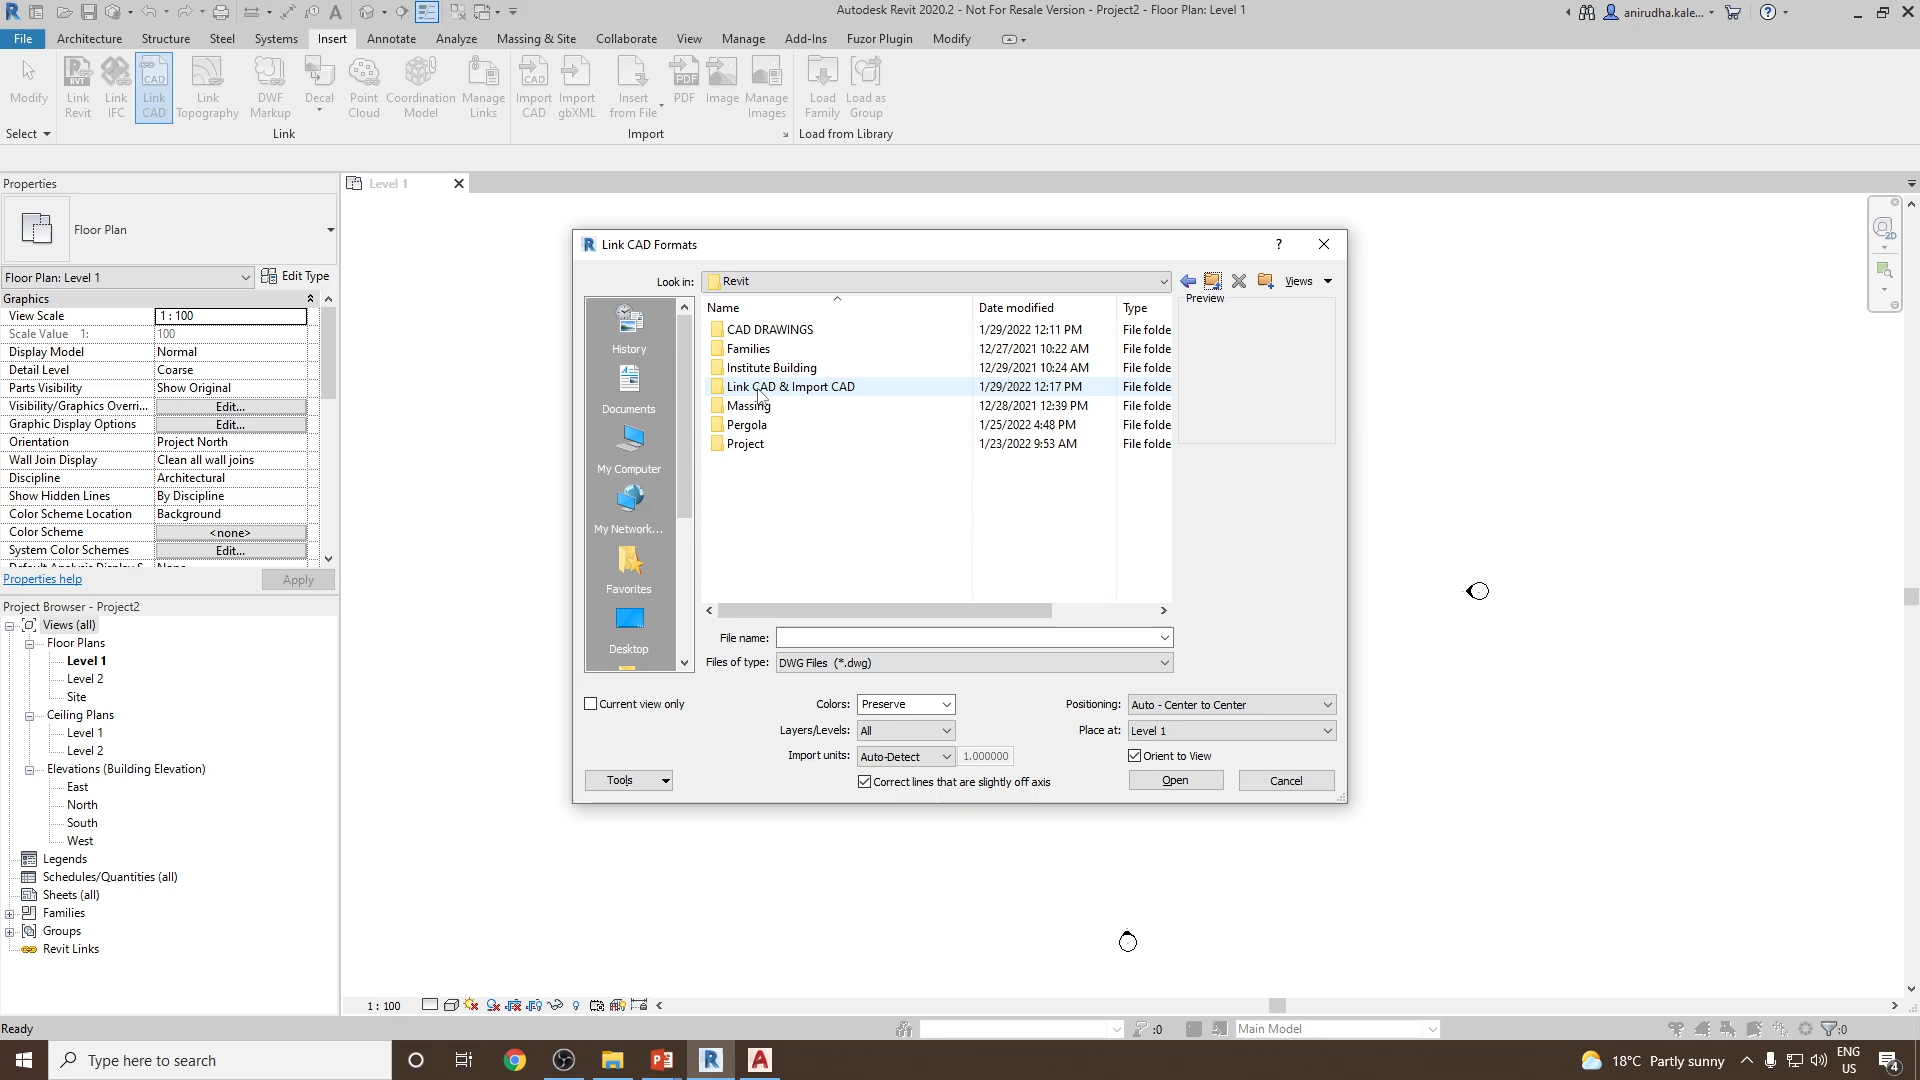 Autodesk Revit 2020.2 - Not For Resale Version - Project2 - Floor Plan: Level 1
anirudha.kale...
File Architecture Structure Steel Systems Insert Annotate Analyze Massing & Site Collaborate View Manage Add-Ins Fuzor Plugin Modify
Modify
Link Revit
Link IFC
Link CAD
Link Topography
DWF Markup
Decal
Point Cloud
Coordination Model
Manage Links
Import CAD
Import gbXML
Insert from File
PDF
Image
Manage Images
Load Family
Load as Group
Select
Link
Import
Load from Library
Properties
Floor Plan
Floor Plan: Level 1
Edit Type
Graphics
View Scale 1 : 100
Scale Value 1: 100
Display Model Normal
Detail Level Coarse
Parts Visibility Show Original
Visibility/Graphics Overri... Edit...
Graphic Display Options Edit...
Orientation Project North
Wall Join Display Clean all wall joins
Discipline Architectural
Show Hidden Lines By Discipline
Color Scheme Location Background
Color Scheme <none>
System Color Schemes Edit...
Properties help
Apply
Project Browser - Project2
Views (all)
Floor Plans
Level 1
Level 2
Site
Ceiling Plans
Level 1
Level 2
Elevations (Building Elevation)
East
North
South
West
Legends
Schedules/Quantities (all)
Sheets (all)
Families
Groups
Revit Links
Level 1
2D
Link CAD Formats
?
Look in: Revit
Views
Preview
History
Documents
My Computer
My Network...
Favorites
Desktop
Name Date modified Type
CAD DRAWINGS 1/29/2022 12:11 PM File folde
Families 12/27/2021 10:22 AM File folde
Institute Building 12/29/2021 10:24 AM File folde
Link CAD & Import CAD 1/29/2022 12:17 PM File folde
Massing 12/28/2021 12:39 PM File folde
Pergola 1/25/2022 4:48 PM File folde
Project 1/23/2022 9:53 AM File folde
File name:
Files of type: DWG Files (*.dwg)
Current view only
Colors: Preserve
Positioning: Auto - Center to Center
Layers/Levels: All
Place at: Level 1
Import units: Auto-Detect 1.000000
Orient to View
Correct lines that are slightly off axis
Tools
Open
Cancel
1 : 100
Ready
:0
Main Model
:0
Type here to search
18°C Partly sunny
ENG
US
4